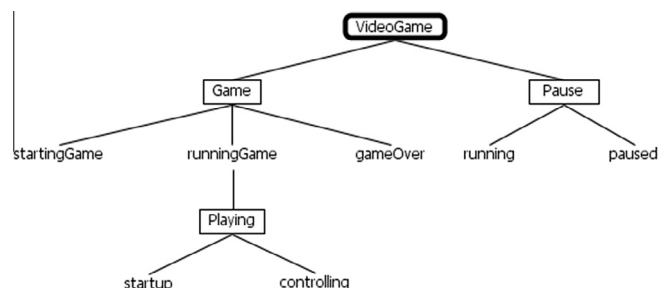 VideoGame
Game
Pause
startingGame
runningGame
gameOver
running
paused
Playing
startup
controlling